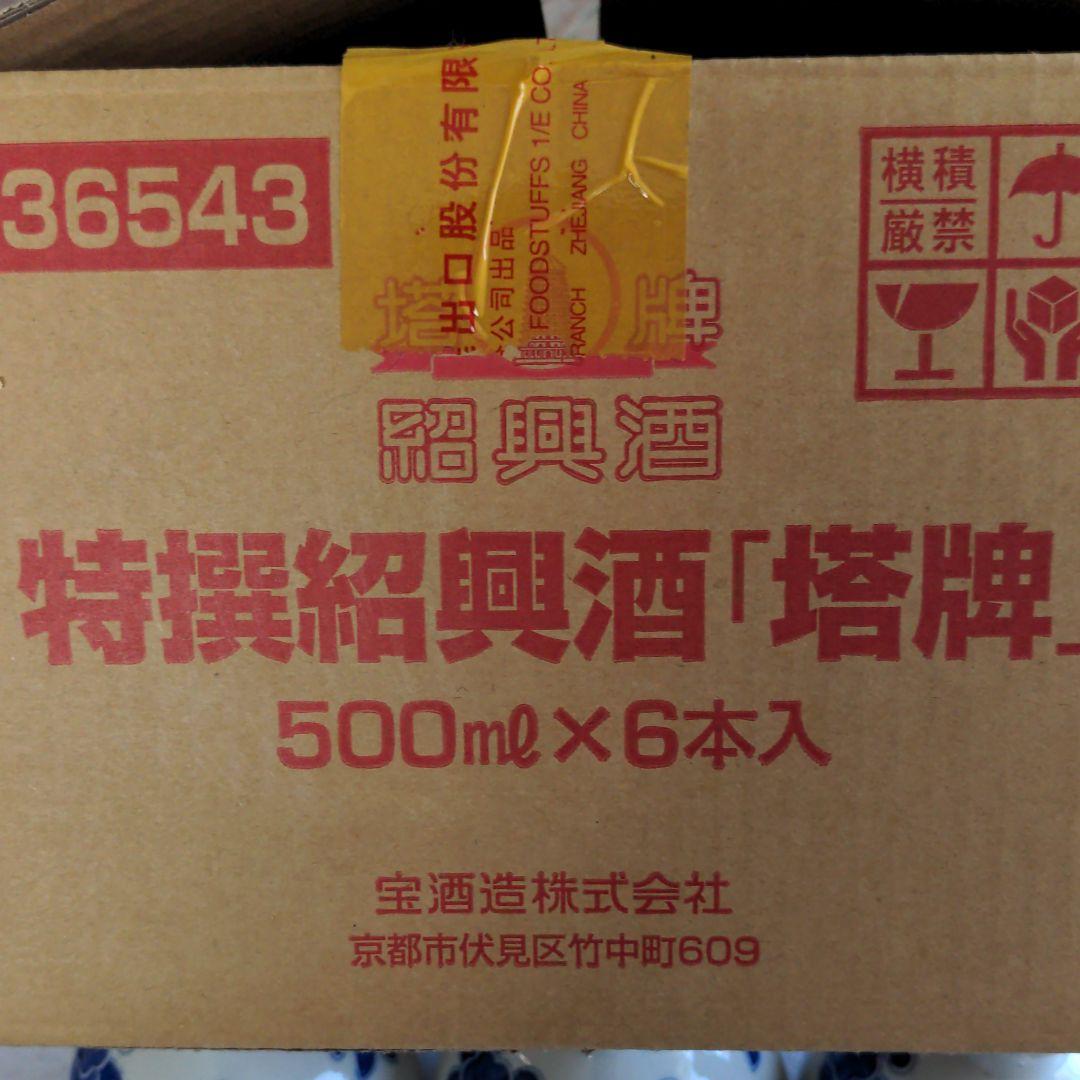 36543
出口股份有限
公司出品
FOODSTUFFS I/E CO. LT
RANCH ZHEJIANG CHINA
横積
厳禁
塔牌
紹興酒
特撰紹興酒「塔牌」
500ml×6本入
宝酒造株式会社
京都市伏見区竹中町609